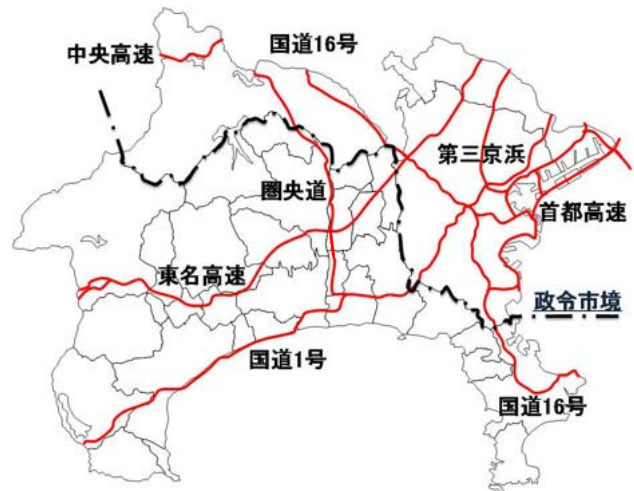 国道16号
中央高速
第三京浜
圏央道
首都高速
東名高速
政令市境
国道1号
国道16号